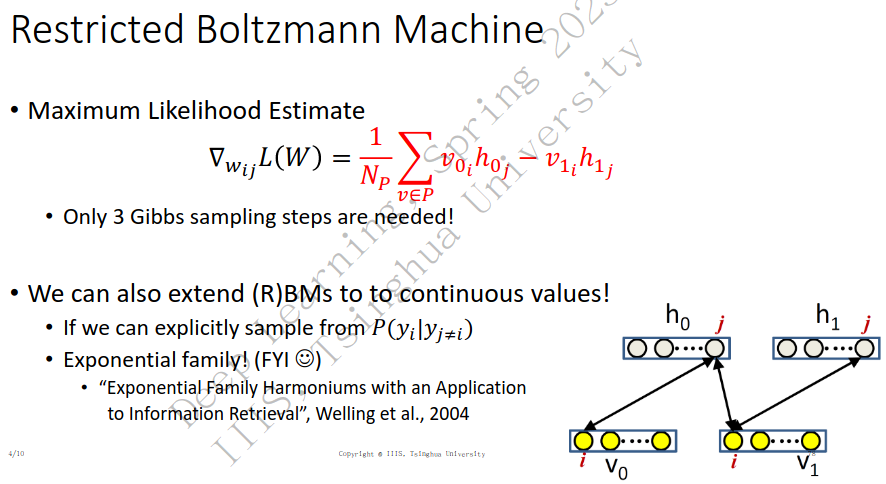 Restricted Boltzmann Machine
Deep Learning, Spring 2023
IIIS, Tsinghua University
• Maximum Likelihood Estimate
∇_{w_{ij}} L(W) = \frac{1}{N_P} \sum_{v∈P} v_{0_i} h_{0_j} − v_{1_i} h_{1_j}
• Only 3 Gibbs sampling steps are needed!
• We can also extend (R)BMs to to continuous values!
• If we can explicitly sample from P(y_i|y_{j≠i})
• Exponential family! (FYI ☺)
• “Exponential Family Harmoniums with an Application
to Information Retrieval”, Welling et al., 2004
h_0 j
h_1 j
i v_0
i v_1
4/10
Copyright @ IIIS, Tsinghua University